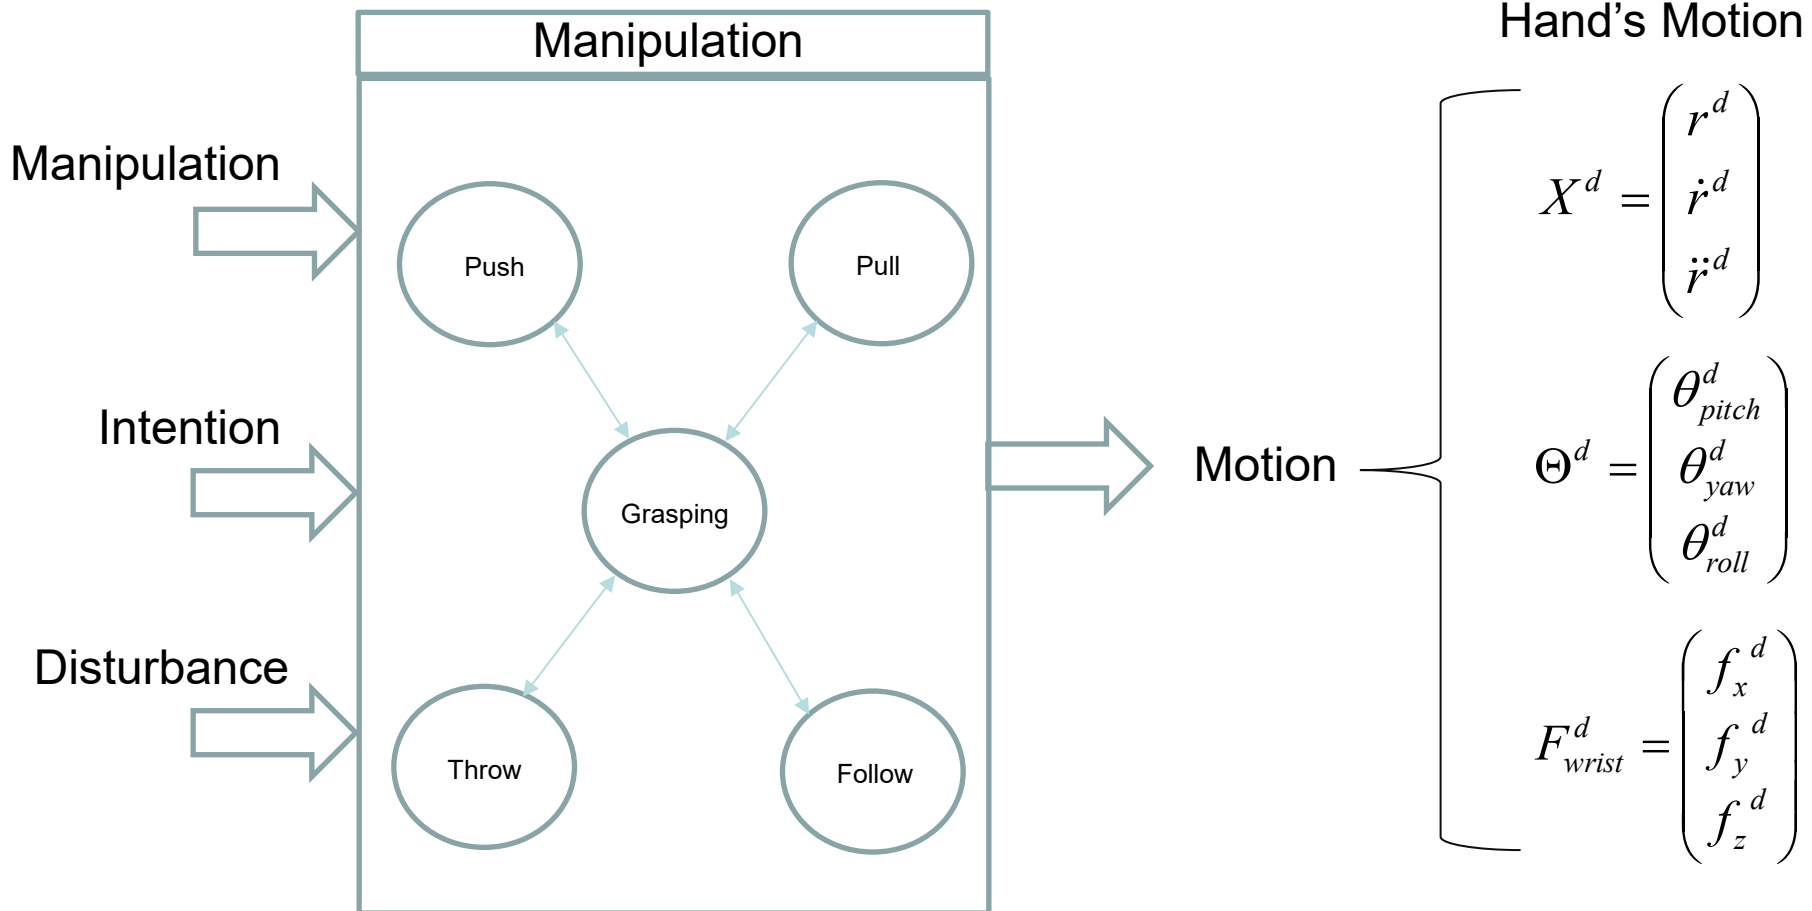 Manipulation
Hand's Motion
Manipulation
Push
Pull
Intention
Grasping
Disturbance
Throw
Follow
Motion
X^d = (r^d
ṙ^d
r̈^d)
Θ^d = (θ^d_pitch
θ^d_yaw
θ^d_roll)
F^d_wrist = (f_x^d
f_y^d
f_z^d)